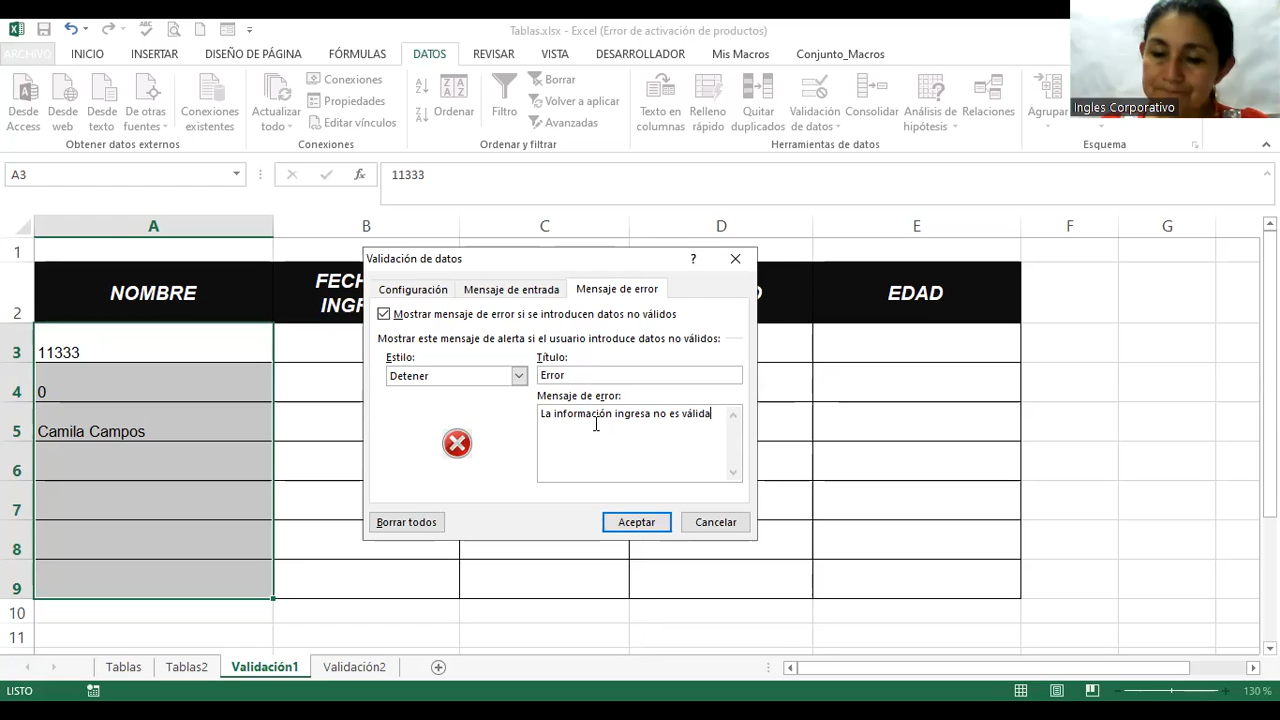 Tablas.xlsx - Excel (Error de activación de productos)
ARCHIVO INICIO INSERTAR DISEÑO DE PÁGINA FÓRMULAS DATOS REVISAR VISTA DESARROLLADOR Mis Macros Conjunto_Macros
Desde Access
Desde web
Desde texto
De otras fuentes
Conexiones existentes
Obtener datos externos
Actualizar todo
Conexiones
Propiedades
Editar vínculos
Conexiones
Ordenar
Filtro
Borrar
Volver a aplicar
Avanzadas
Ordenar y filtrar
Texto en columnas
Relleno rápido
Quitar duplicados
Validación de datos
Consolidar
Análisis de hipótesis
Relaciones
Herramientas de datos
Agrupar
Esquema
Ingles Corporativo
A3 fx 11333
A B C D E F G
1
2 NOMBRE FECH INGR O EDAD
3 11333
4 0
5 Camila Campos
6
7
8
9
10
11
Validación de datos ?
Configuración Mensaje de entrada Mensaje de error
Mostrar mensaje de error si se introducen datos no válidos
Mostrar este mensaje de alerta si el usuario introduce datos no válidos:
Estilo: Título:
Detener Error
Mensaje de error:
La información ingresa no es válida
Borrar todos Aceptar Cancelar
Tablas Tablas2 Validación1 Validación2
LISTO 130 %